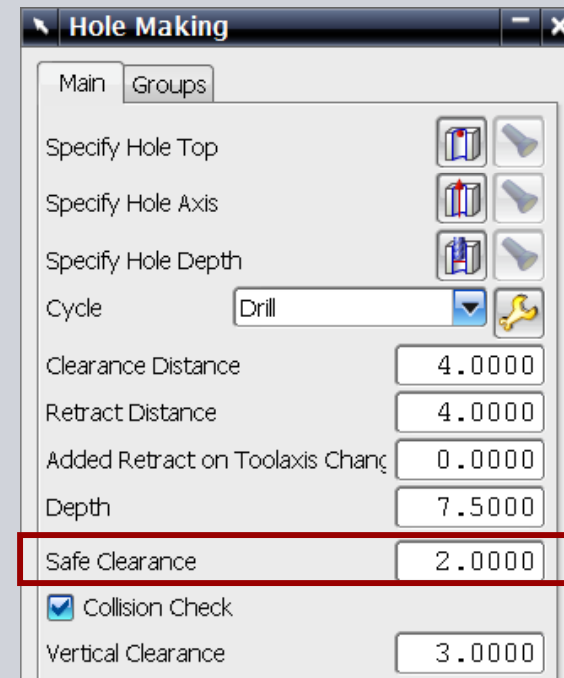 Hole Making
Main Groups
Specify Hole Top
Specify Hole Axis
Specify Hole Depth
Cycle Drill
Clearance Distance 4.0000
Retract Distance 4.0000
Added Retract on Toolaxis Chang 0.0000
Depth 7.5000
Safe Clearance 2.0000
Collision Check
Vertical Clearance 3.0000